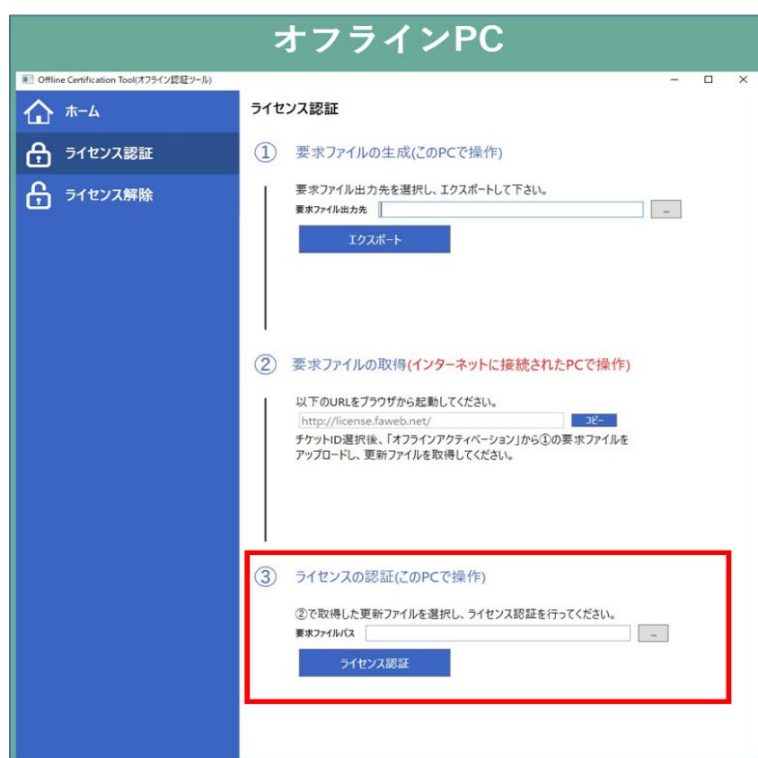 オフラインPC
Offline Certification Tool(オフライン認証ツール)
ホーム
ライセンス認証
ライセンス解除
ライセンス認証
① 要求ファイルの生成(このPCで操作)
要求ファイル出力先を選択し、エクスポートして下さい。
要求ファイル出力先
...
エクスポート
② 要求ファイルの取得(インターネットに接続されたPCで操作)
以下のURLをブラウザから起動してください。
http://license.faweb.net/
コピー
チケットID選択後、「オフラインアクティベーション」から①の要求ファイルを
アップロードし、更新ファイルを取得してください。
③ ライセンスの認証(このPCで操作)
②で取得した更新ファイルを選択し、ライセンス認証を行ってください。
要求ファイルパス
...
ライセンス認証